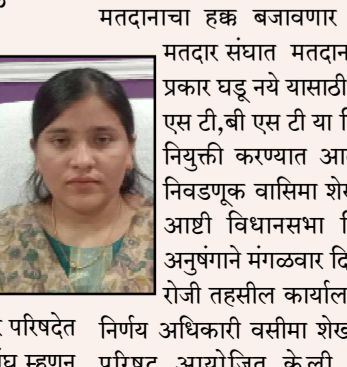 मतदानाचा हक्क बजावणार
मतदार संघात मतदान
प्रकार घडू नये यासाठी
एस टी,बी एस टी या
नियुक्ती करण्यात आ
निवडणूक वासिमा शे
आष्टी विधानसभा
अनुषंगाने मंगळवार दि
रोजी तहसील कार्याल
परिषदेत
म्हणन
निर्णय अधिकारी वसीमा शेख
परिषद आयोजित केली